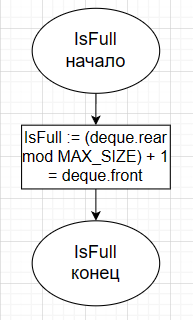 IsFull
начало
IsFull := (deque.rear
mod MAX_SIZE) + 1
= deque.front
IsFull
конец